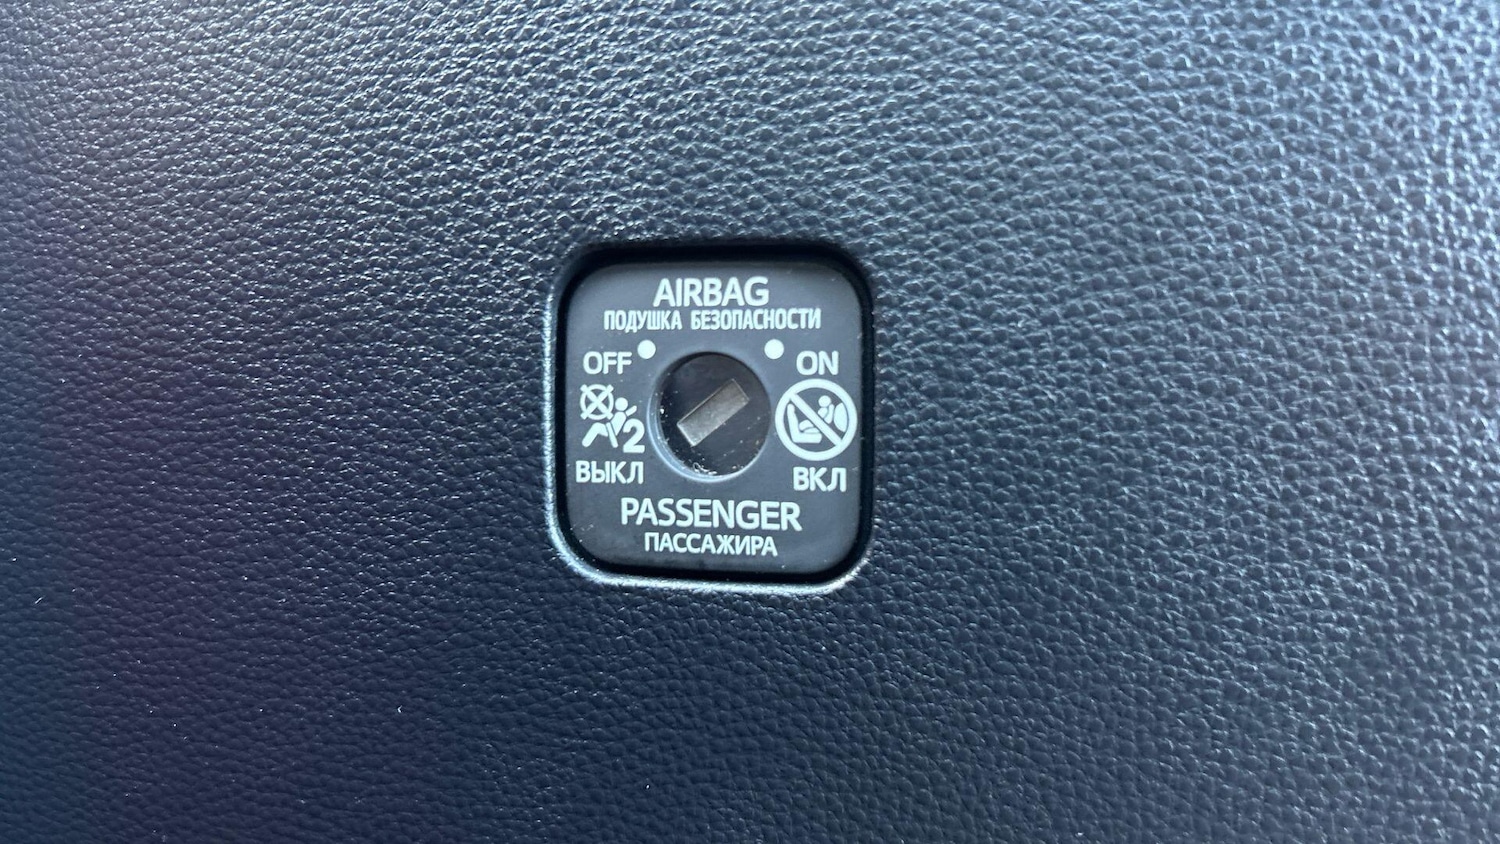 AIRBAG
ПОДУШКА БЕЗОПАСНОСТИ
OFF ON
2
ВЫКЛ ВКЛ
PASSENGER
ПАССАЖИРА